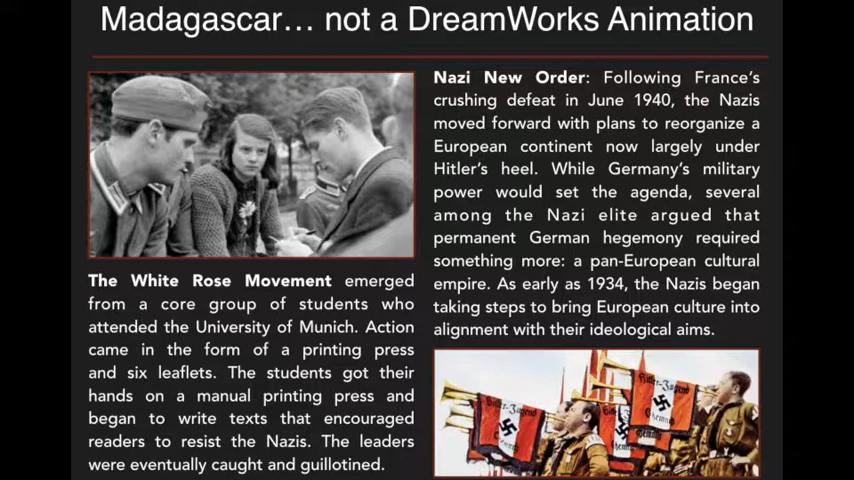 Madagascar... not a DreamWorks Animation
The White Rose Movement emerged
from a core group of students who
attended the University of Munich. Action
came in the form of a printing press
and six leaflets. The students got their
hands on a manual printing press and
began to write texts that encouraged
readers to resist the Nazis. The leaders
were eventually caught and guillotined.
Nazi New Order: Following France's
crushing defeat in June 1940, the Nazis
moved forward with plans to reorganize a
European continent now largely under
Hitler's heel. While Germany's military
power would set the agenda, several
among the Nazi elite argued that
permanent German hegemony required
something more: a pan-European cultural
empire. As early as 1934, the Nazis began
taking steps to bring European culture into
alignment with their ideological aims.
Hitler-Jugend
Hitler-Jugend
Chemnitz